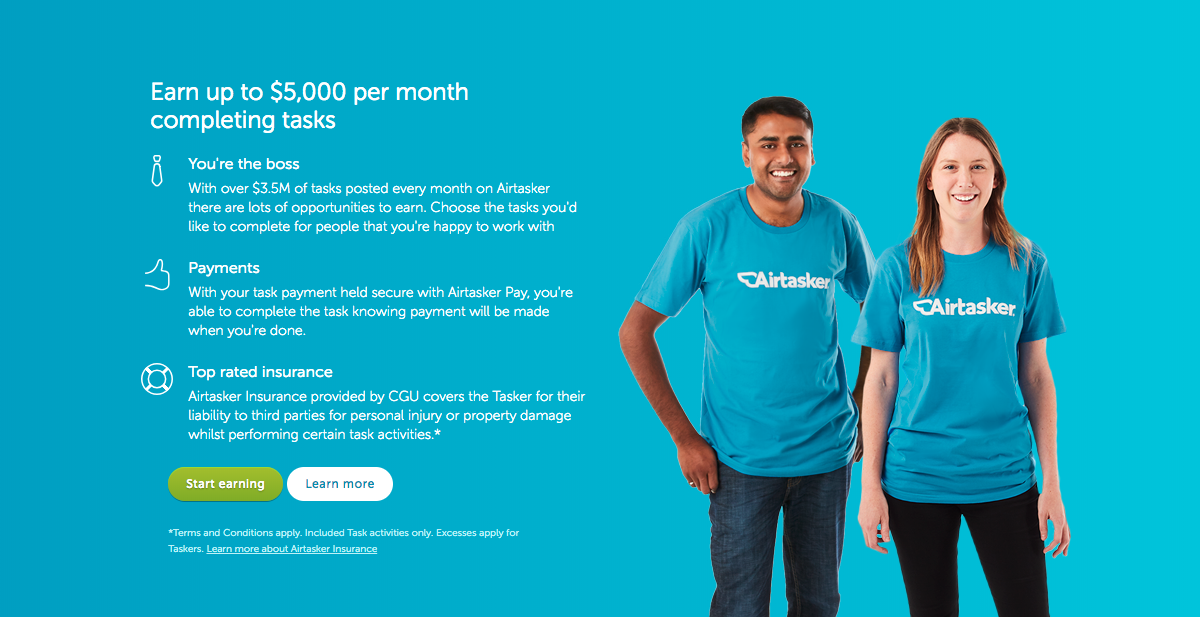 Earn up to $5,000 per month
completing tasks
You're the boss
With over $3.5M of tasks posted every month on Airtasker
there are lots of opportunities to earn. Choose the tasks you'd
like to complete for people that you're happy to work with
Payments
With your task payment held secure with Airtasker Pay, you're
able to complete the task knowing payment will be made
when you're done.
Top rated insurance
Airtasker Insurance provided by CGU covers the Tasker for their
liability to third parties for personal injury or property damage
whilst performing certain task activities.*
Start earning
Learn more
*Terms and Conditions apply. Included Task activities only. Excesses apply for
Taskers. Learn more about Airtasker Insurance
Airtasker
Airtasker